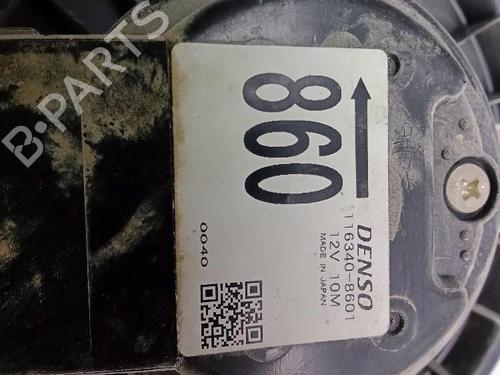 860
DENSO
116340-8601
12V 10M
MADE IN JAPAN
0040
B-PARTS